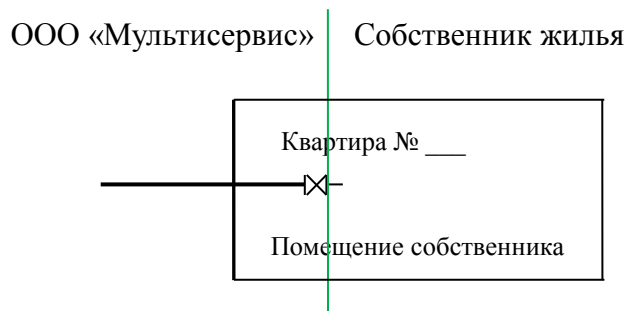 ООО «Мультисервис» Собственник жилья
Квартира № ___
Помещение собственника